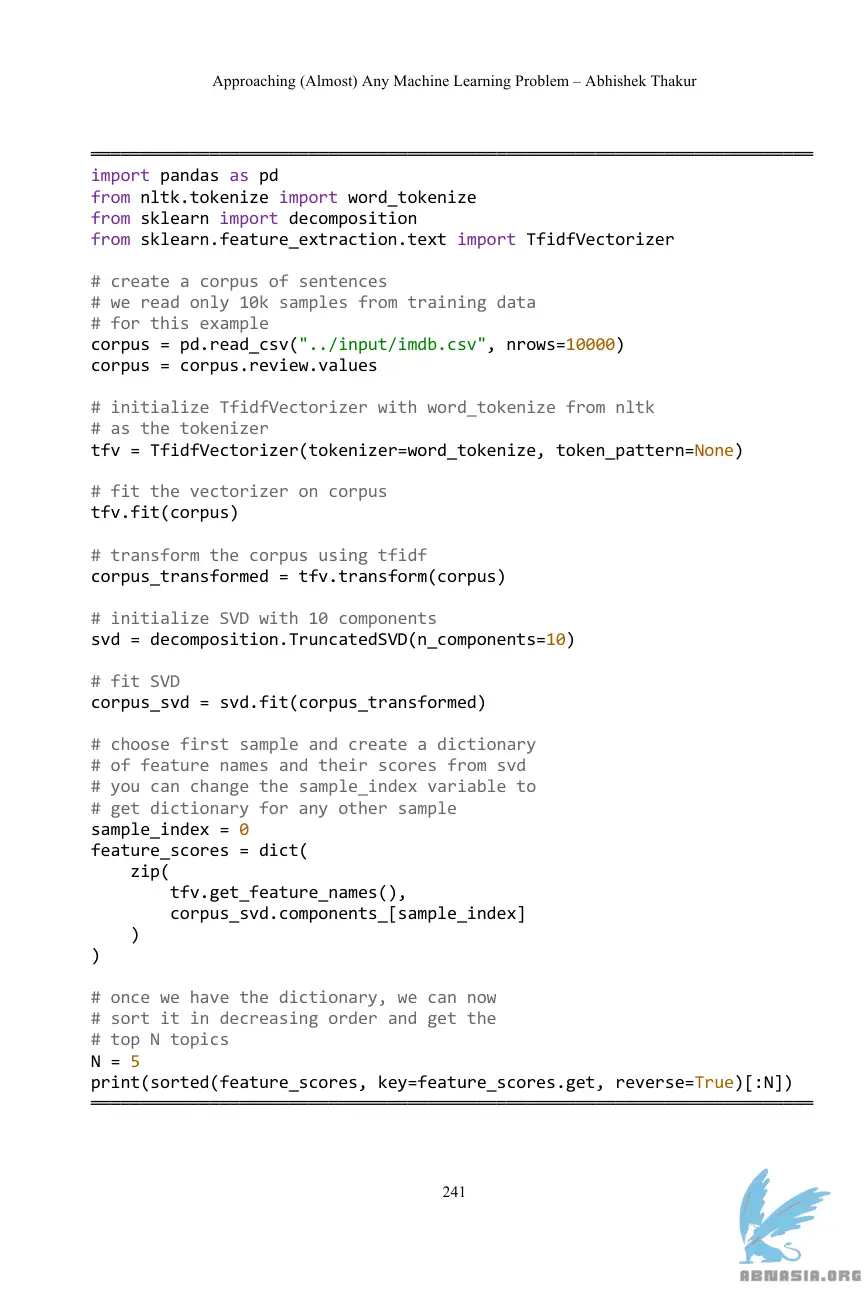 Approaching (Almost) Any Machine Learning Problem – Abhishek Thakur
import pandas as pd
from nltk.tokenize import word_tokenize
from sklearn import decomposition
from sklearn.feature_extraction.text import TfidfVectorizer
# create a corpus of sentences
# we read only 10k samples from training data
# for this example
corpus = pd.read_csv("../input/imdb.csv", nrows=10000)
corpus = corpus.review.values
# initialize TfidfVectorizer with word_tokenize from nltk
# as the tokenizer
tfv = TfidfVectorizer(tokenizer=word_tokenize, token_pattern=None)
# fit the vectorizer on corpus
tfv.fit(corpus)
# transform the corpus using tfidf
corpus_transformed = tfv.transform(corpus)
# initialize SVD with 10 components
svd = decomposition.TruncatedSVD(n_components=10)
# fit SVD
corpus_svd = svd.fit(corpus_transformed)
# choose first sample and create a dictionary
# of feature names and their scores from svd
# you can change the sample_index variable to
# get dictionary for any other sample
sample_index = 0
feature_scores = dict(
    zip(
        tfv.get_feature_names(),
        corpus_svd.components_[sample_index]
    )
)
# once we have the dictionary, we can now
# sort it in decreasing order and get the
# top N topics
N = 5
print(sorted(feature_scores, key=feature_scores.get, reverse=True)[:N])
241
ABNASIA.ORG